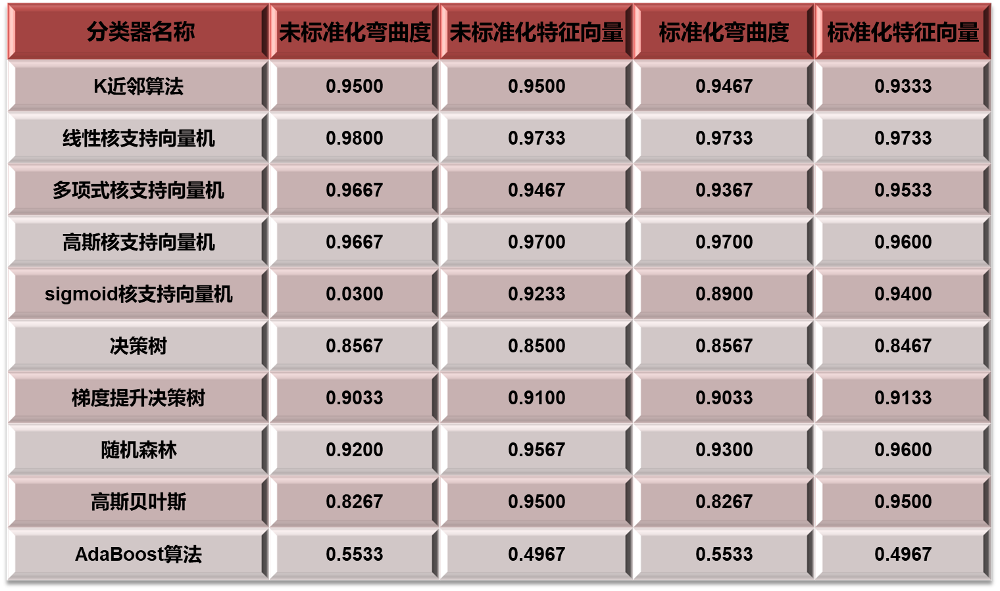 分类器名称 未标准化弯曲度 未标准化特征向量 标准化弯曲度 标准化特征向量
K近邻算法 0.9500 0.9500 0.9467 0.9333
线性核支持向量机 0.9800 0.9733 0.9733 0.9733
多项式核支持向量机 0.9667 0.9467 0.9367 0.9533
高斯核支持向量机 0.9667 0.9700 0.9700 0.9600
sigmoid核支持向量机 0.0300 0.9233 0.8900 0.9400
决策树 0.8567 0.8500 0.8567 0.8467
梯度提升决策树 0.9033 0.9100 0.9033 0.9133
随机森林 0.9200 0.9567 0.9300 0.9600
高斯贝叶斯 0.8267 0.9500 0.8267 0.9500
AdaBoost算法 0.5533 0.4967 0.5533 0.4967